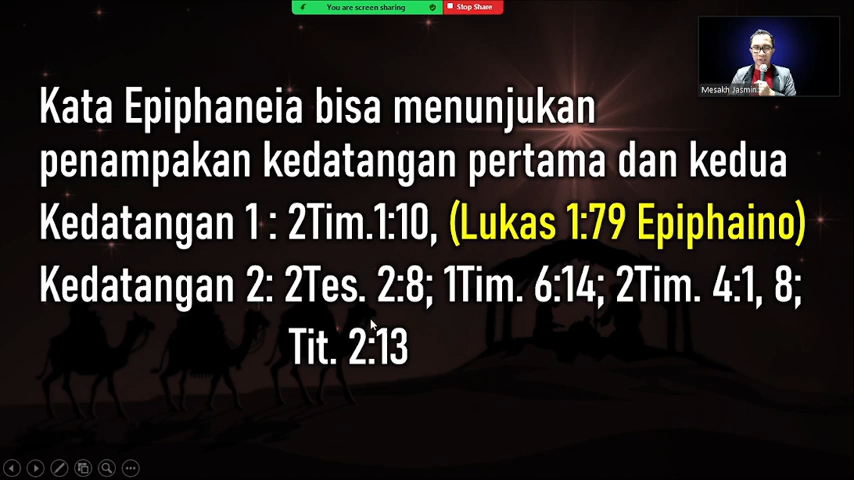 You are screen sharing Stop Share
Mesakh Jasmin
Kata Epiphaneia bisa menunjukan
penampakan kedatangan pertama dan kedua
Kedatangan 1 : 2Tim.1:10, (Lukas 1:79 Epiphaino)
Kedatangan 2: 2Tes. 2:8; 1Tim. 6:14; 2Tim. 4:1, 8;
Tit. 2:13